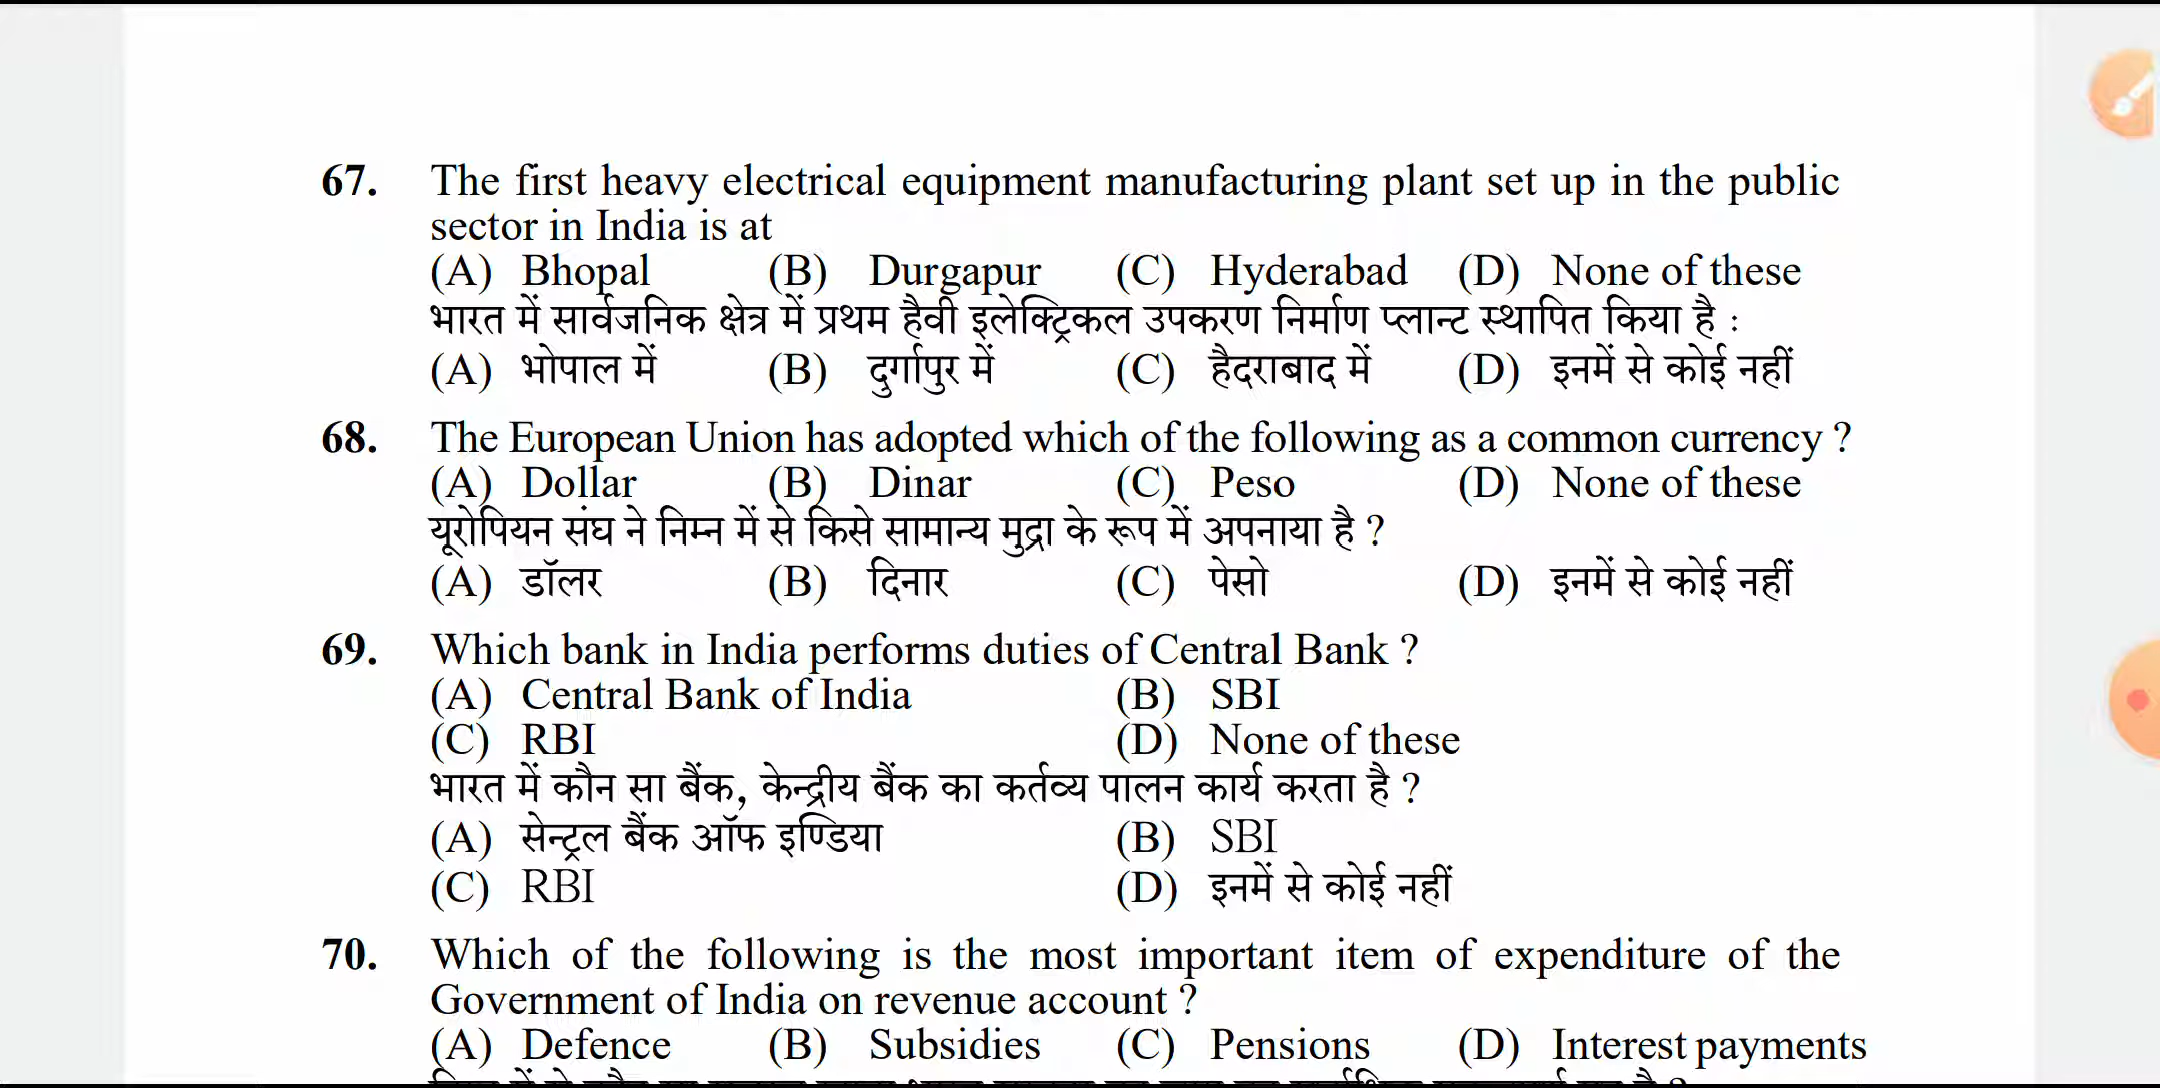 67. The first heavy electrical equipment manufacturing plant set up in the public
sector in India is at
(A) Bhopal (B) Durgapur (C) Hyderabad (D) None of these
भारत में सार्वजनिक क्षेत्र में प्रथम हैवी इलेक्ट्रिकल उपकरण निर्माण प्लान्ट स्थापित किया है :
(A) भोपाल में (B) दुर्गापुर में (C) हैदराबाद में (D) इनमें से कोई नहीं
68. The European Union has adopted which of the following as a common currency ?
(A) Dollar (B) Dinar (C) Peso (D) None of these
यूरोपियन संघ ने निम्न में से किसे सामान्य मुद्रा के रूप में अपनाया है ?
(A) डॉलर (B) दिनार (C) पेसो (D) इनमें से कोई नहीं
69. Which bank in India performs duties of Central Bank ?
(A) Central Bank of India (B) SBI
(C) RBI (D) None of these
भारत में कौन सा बैंक, केन्द्रीय बैंक का कर्तव्य पालन कार्य करता है ?
(A) सेन्ट्रल बैंक ऑफ इण्डिया (B) SBI
(C) RBI (D) इनमें से कोई नहीं
70. Which of the following is the most important item of expenditure of the
Government of India on revenue account ?
(A) Defence (B) Subsidies (C) Pensions (D) Interest payments